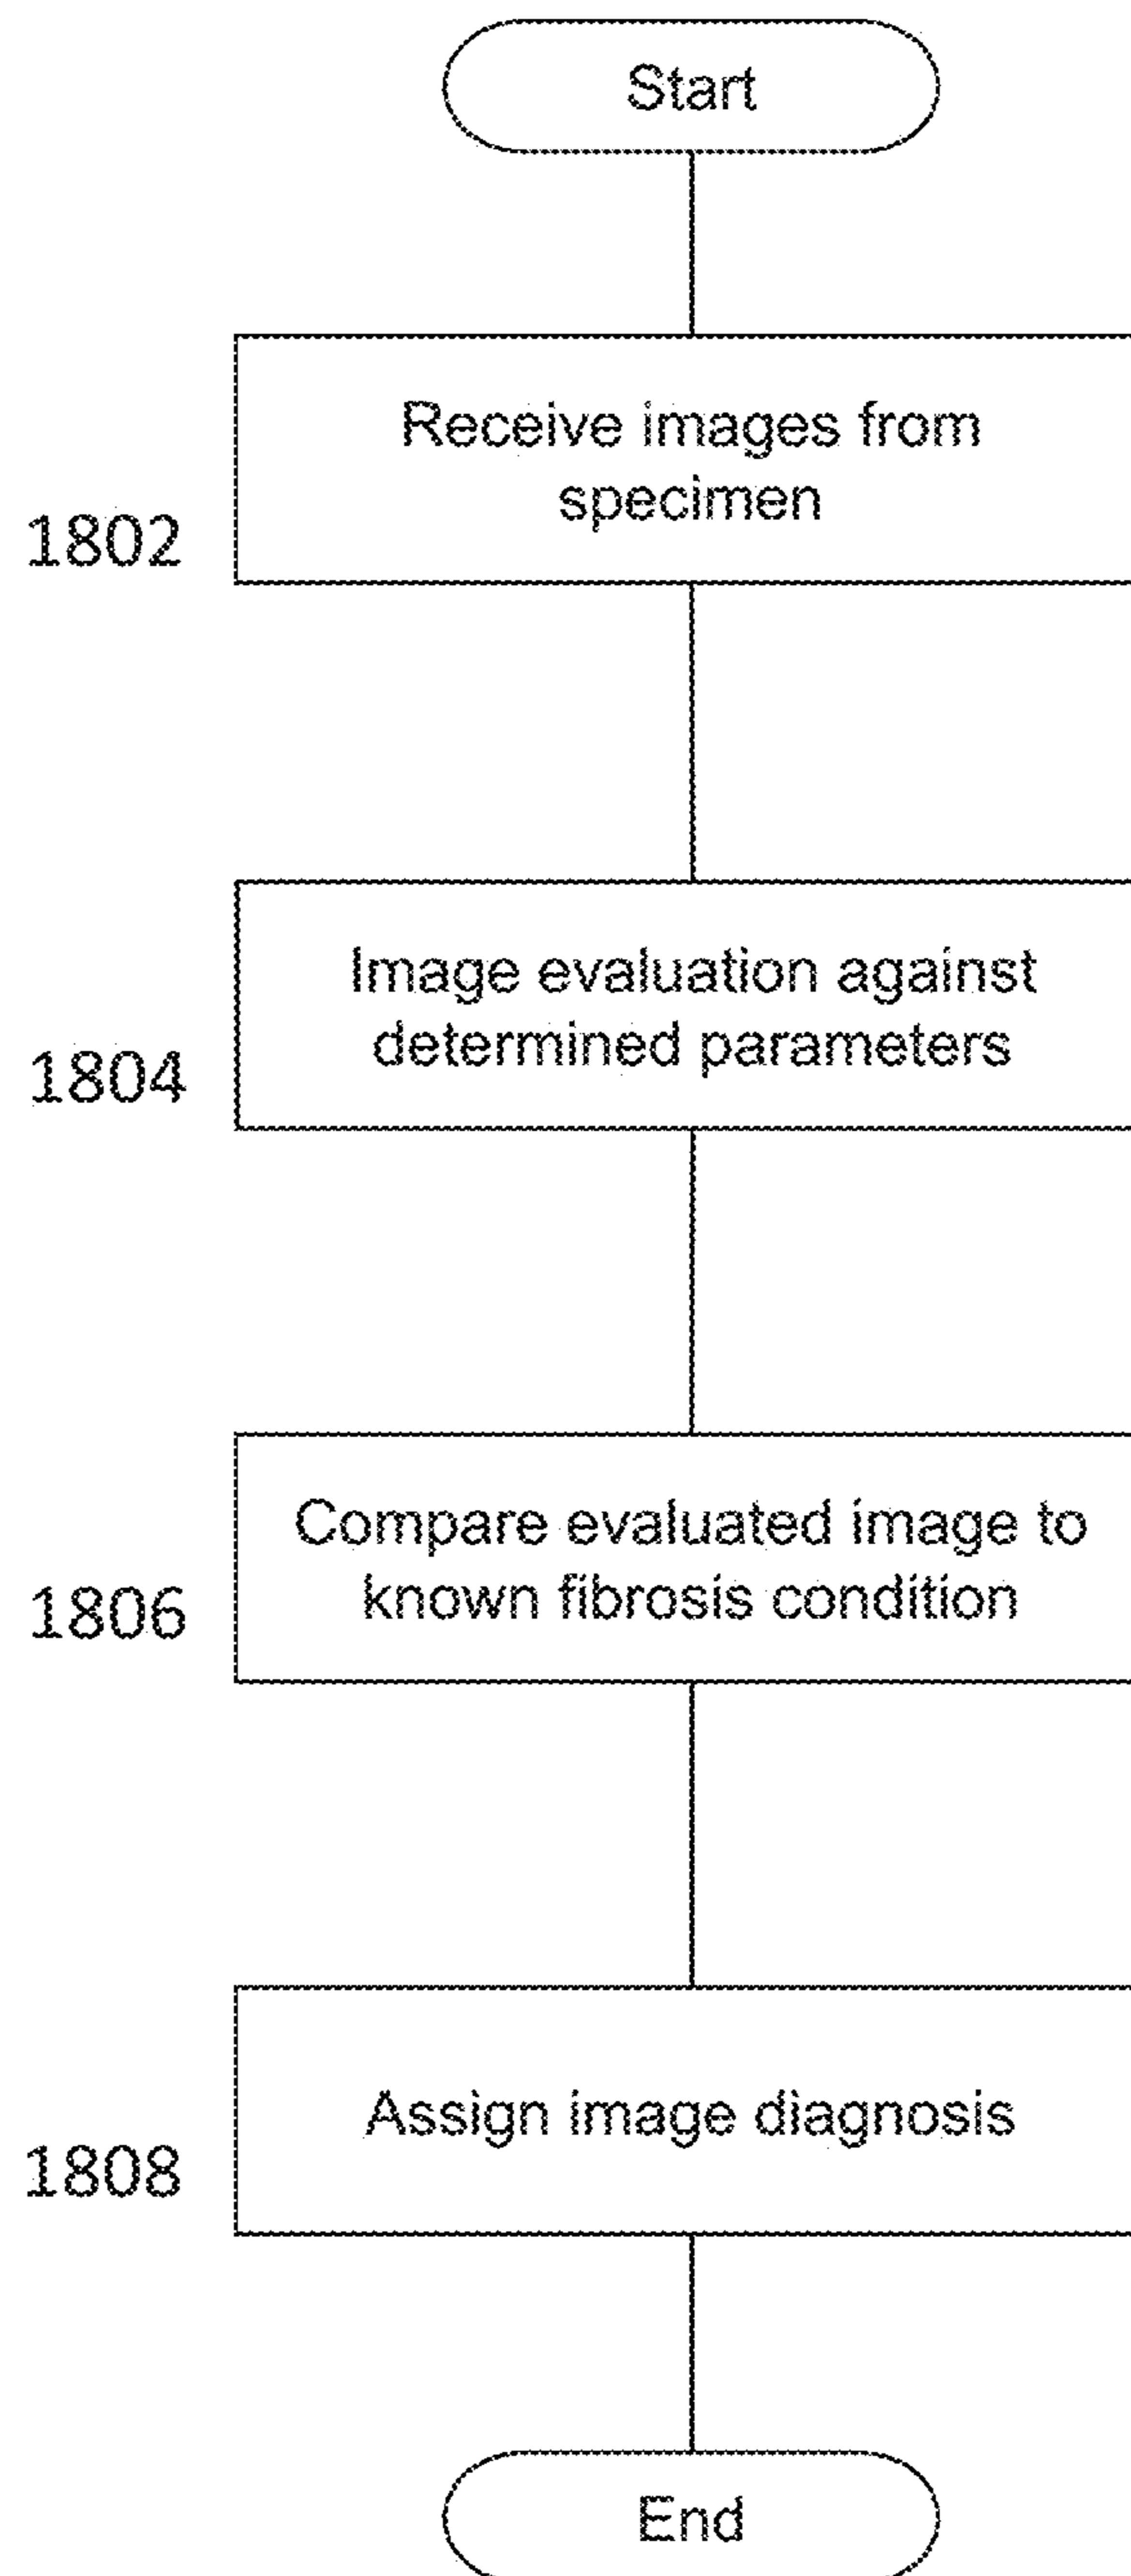 Start
Receive images from
specimen
1802
Image evaluation against
determined parameters
1804
Compare evaluated image to
known fibrosis condition
1806
Assign image diagnosis
1808
End